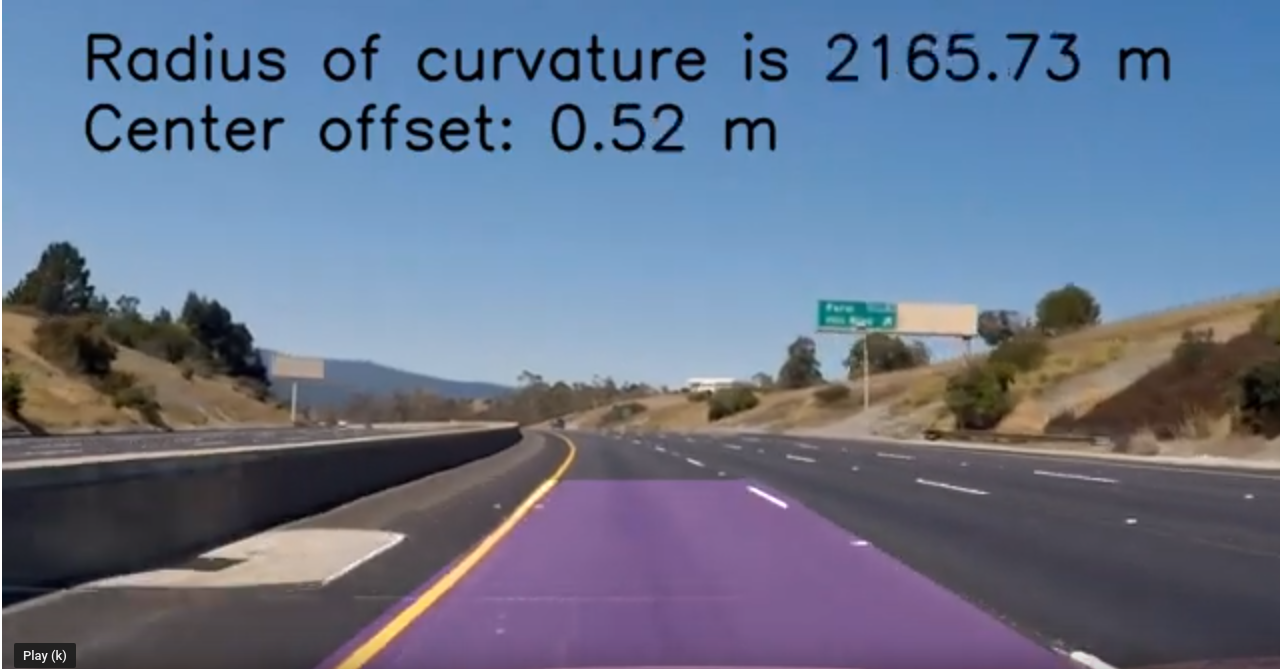 Radius of curvature is 2165.73 m
Center offset: 0.52 m
Play (k)